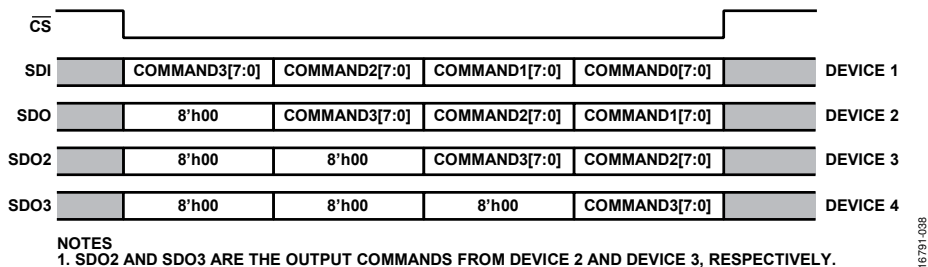 CS
SDI COMMAND3[7:0] COMMAND2[7:0] COMMAND1[7:0] COMMAND0[7:0] DEVICE 1
SDO 8'h00 COMMAND3[7:0] COMMAND2[7:0] COMMAND1[7:0] DEVICE 2
SDO2 8'h00 8'h00 COMMAND3[7:0] COMMAND2[7:0] DEVICE 3
SDO3 8'h00 8'h00 8'h00 COMMAND3[7:0] DEVICE 4
NOTES
1. SDO2 AND SDO3 ARE THE OUTPUT COMMANDS FROM DEVICE 2 AND DEVICE 3, RESPECTIVELY.
16791-038